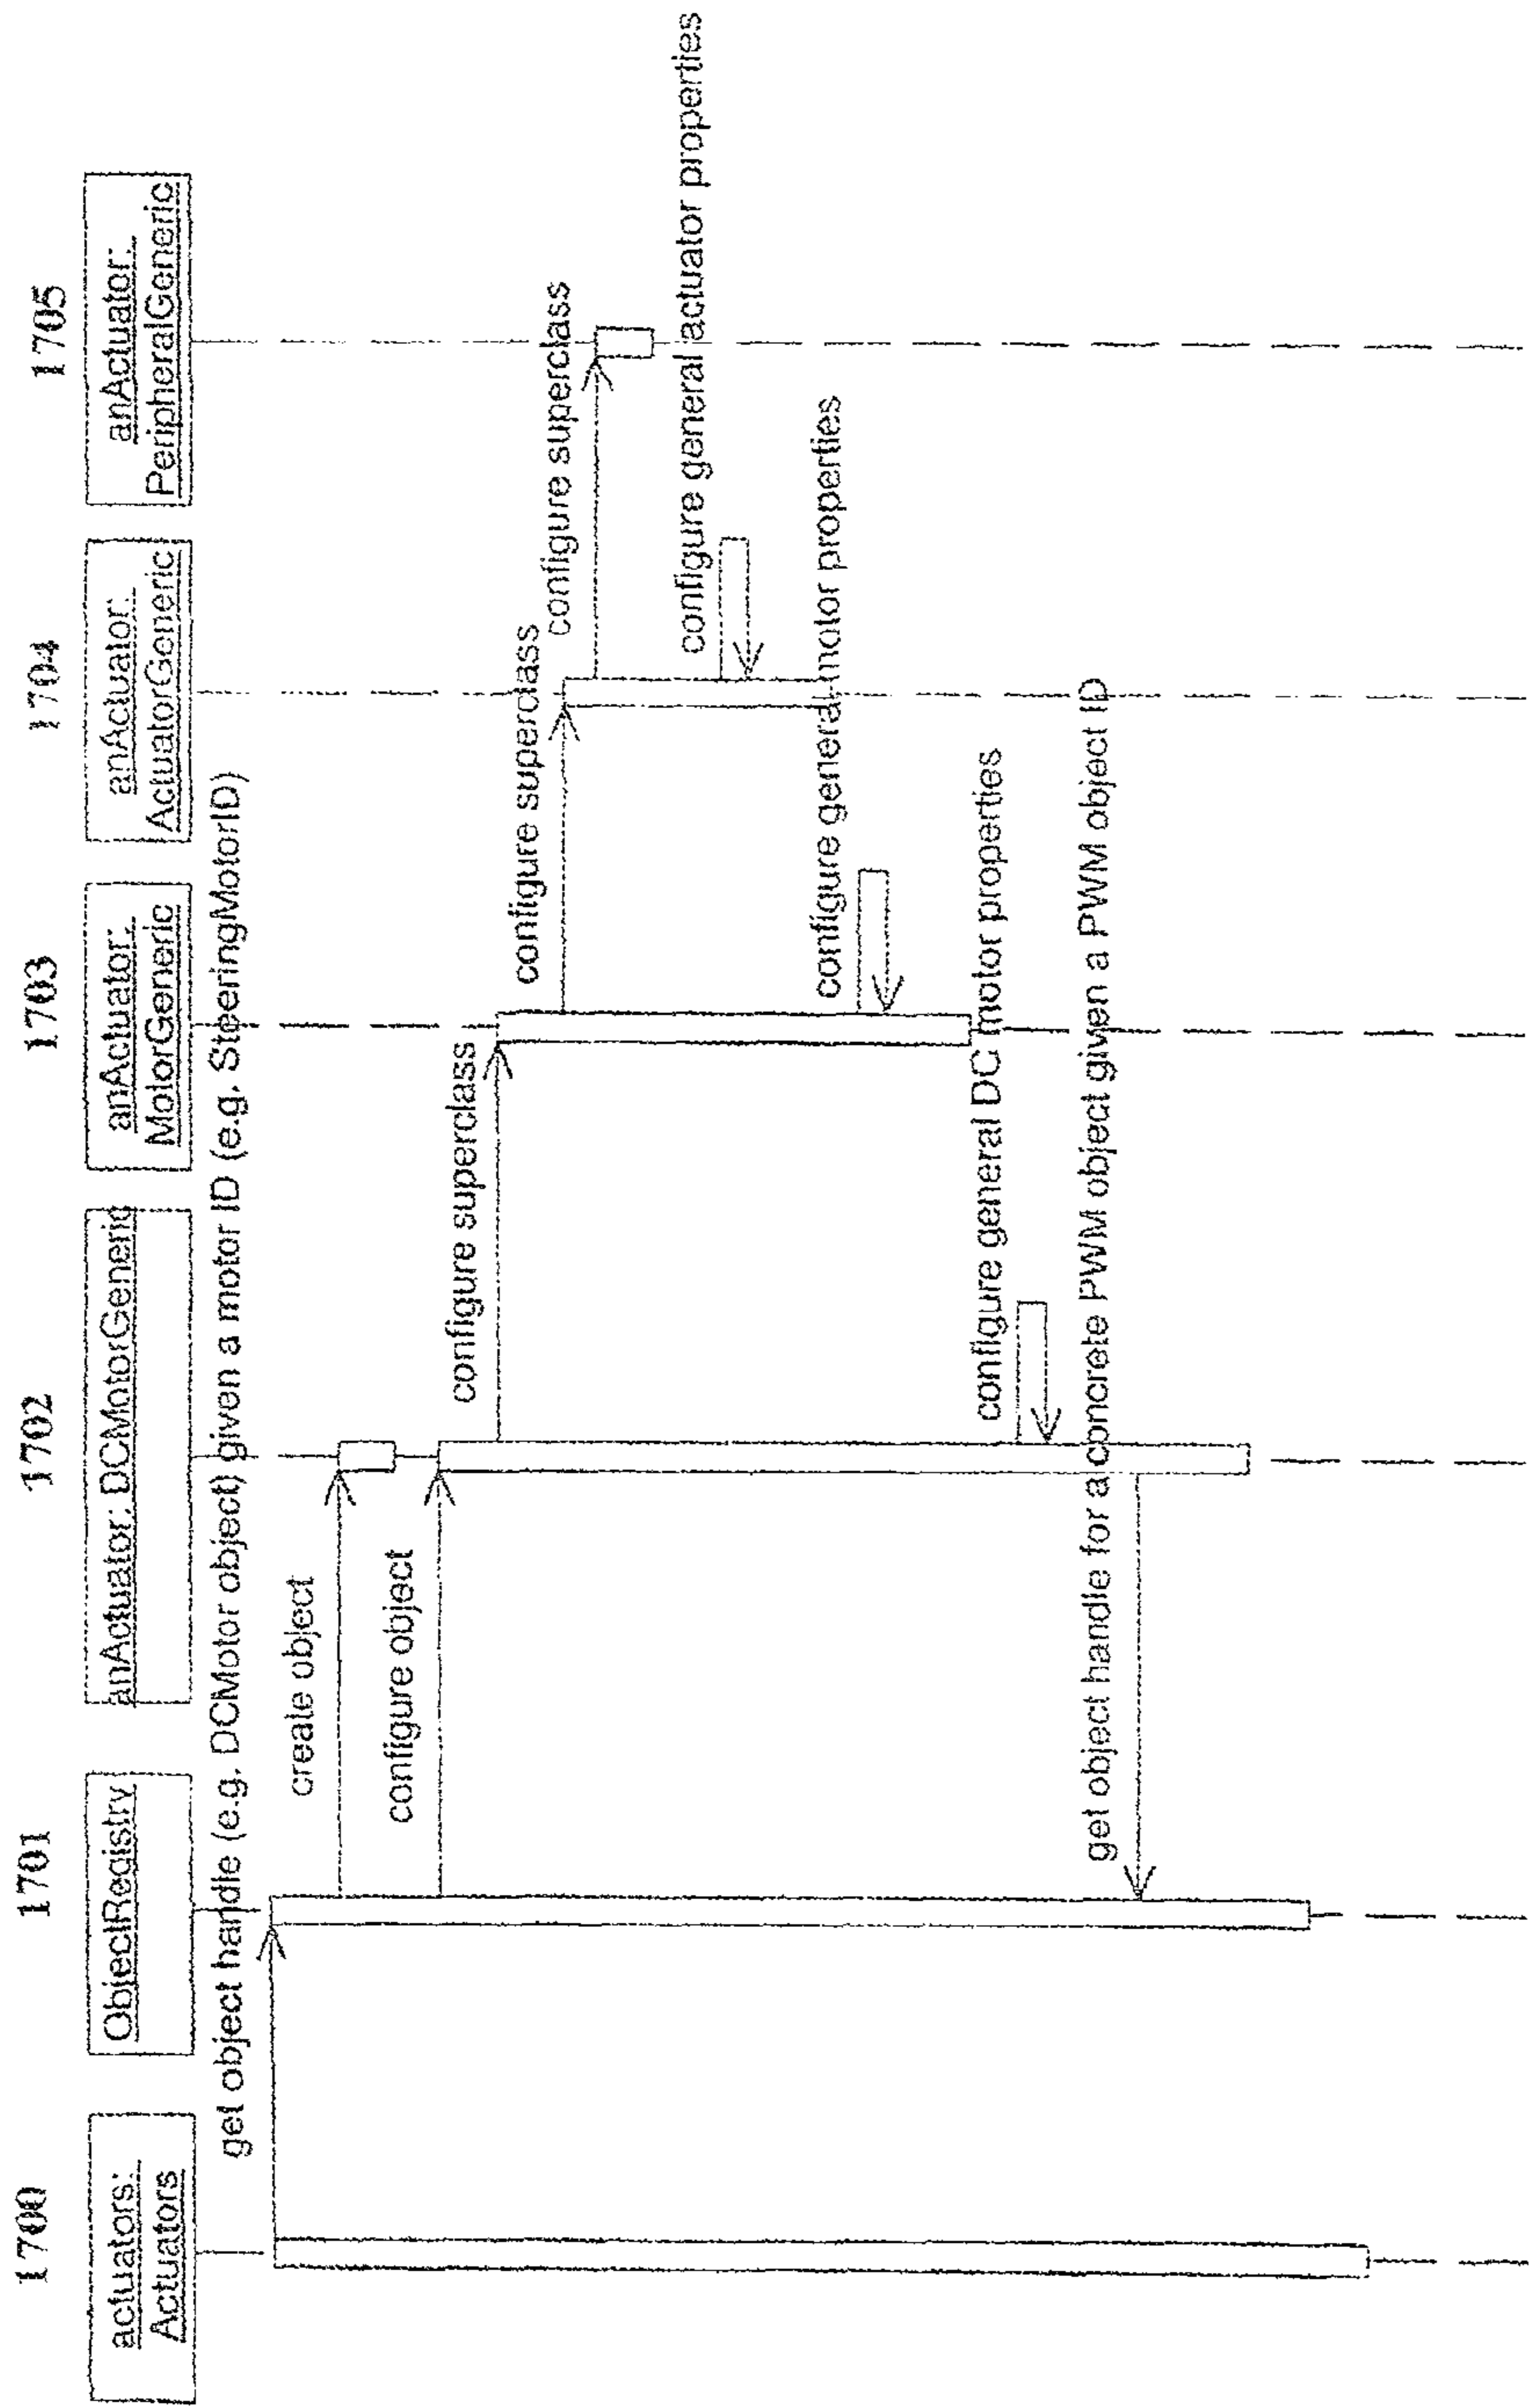 1700
1701
1702
1703
1704
1705
actuators:
Actuators
ObjectRegistry
anActuator: DCMotorGeneric
anActuator:
MotorGeneric
anActuator:
ActuatorGeneric
anActuator:
PeripheralGeneric
get object handle (e.g. DCMotor object) given a motor ID (e.g. SteeringMotorID)
create object
configure object
configure superclass
configure superclass
configure superclass
configure general actuator properties
configure general motor properties
configure general DC motor properties
get object handle for a concrete PWM object given a PWM object ID